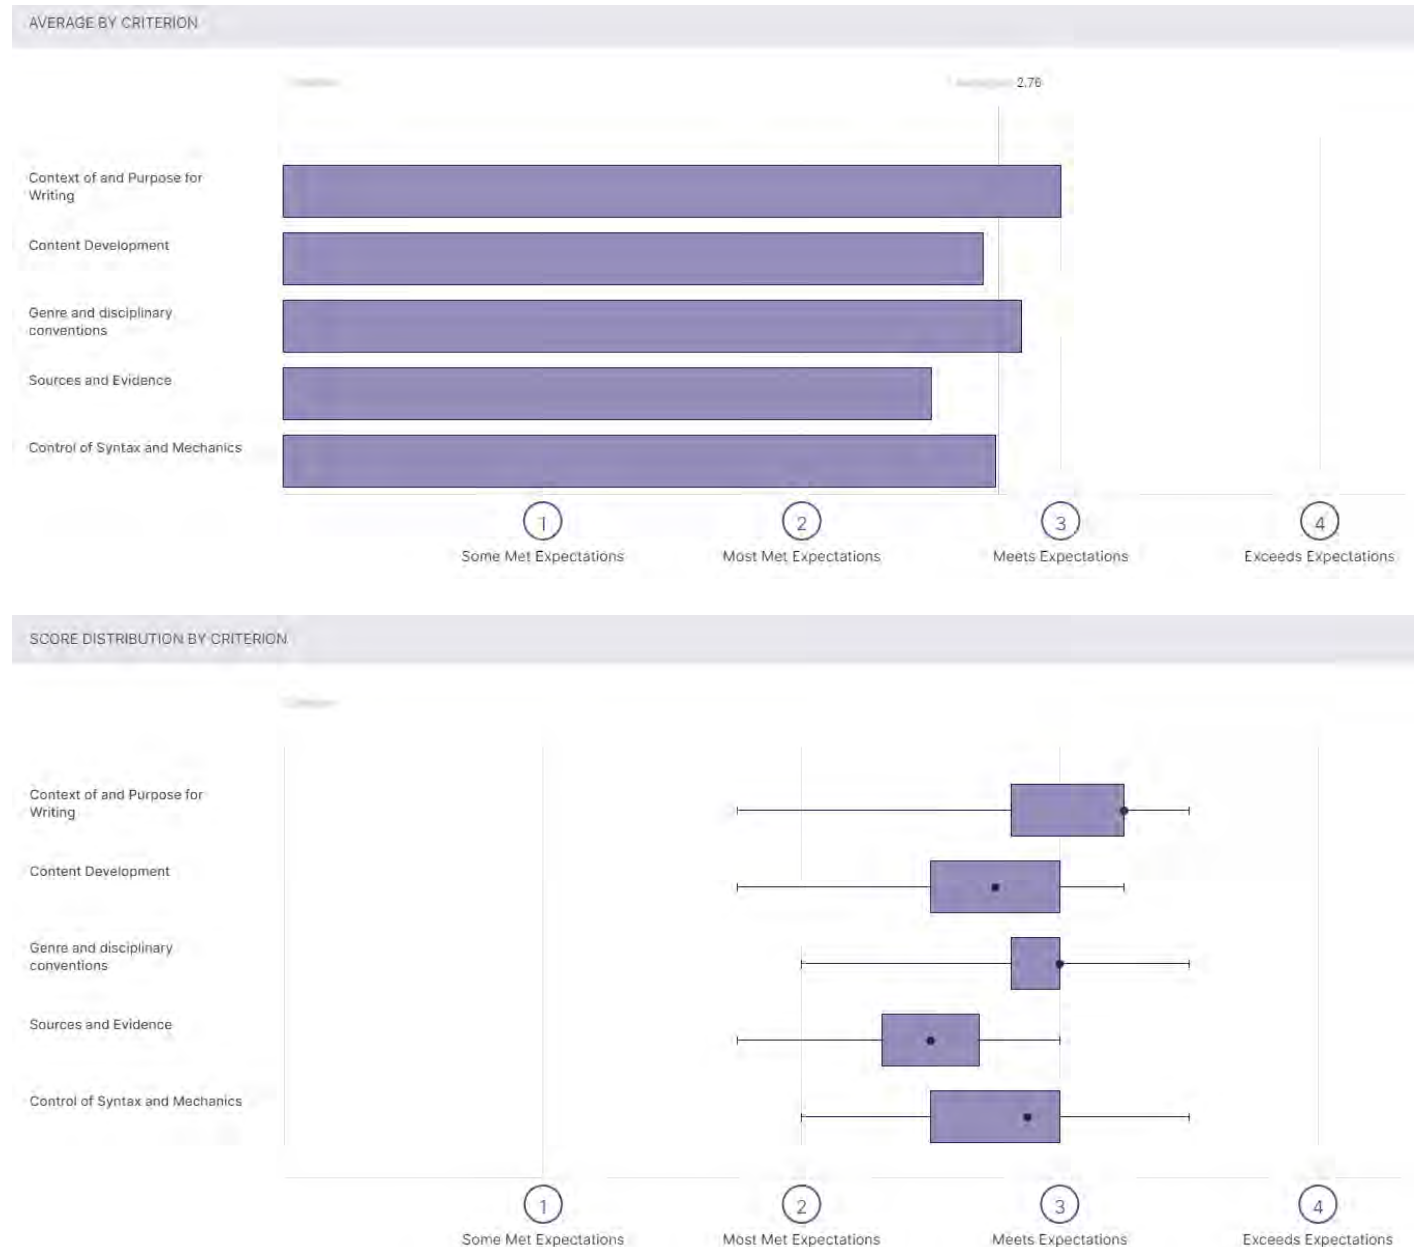 AVERAGE BY CRITERION
2.76
Context of and Purpose for
Writing
Content Development
Genre and disciplinary
conventions
Sources and Evidence
Control of Syntax and Mechanics
1
2
3
4
Some Met Expectations
Most Met Expectations
Meets Expectations
Exceeds Expectations
SCORE DISTRIBUTION BY CRITERION
Context of and Purpose for
Writing
Content Development
Genre and disciplinary
conventions
Sources and Evidence
Control of Syntax and Mechanics
1
2
3
4
Some Met Expectations
Most Met Expectations
Meets Expectations
Exceeds Expectations